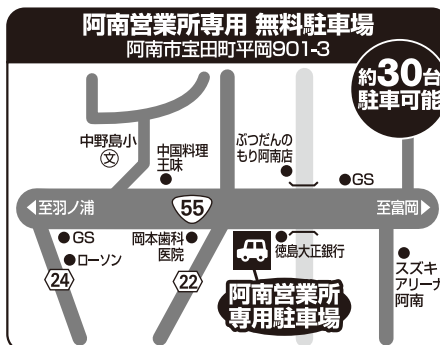 阿南営業所専用 無料駐車場
阿南市宝田町平岡901-3
約30台
駐車可能
中野島小
文
中国料理
王味
ぶつだんの
もり阿南店
GS
至羽ノ浦
55
至富岡
GS
ローソン
岡本歯科
医院
徳島大正銀行
24
22
スズキ
アリーナ
阿南
阿南営業所
専用駐車場